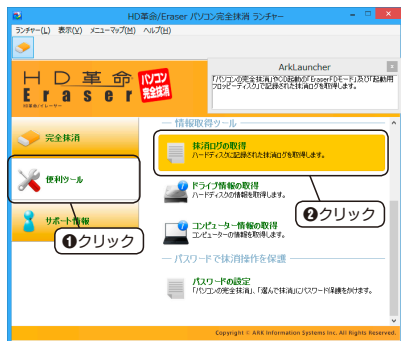 HD革命/Eraser パソコン完全抹消 ランチャー
ランチャー(L) 表示(V) メニューマップ(M) ヘルプ(H)
HD革命
Eraser
HD革命/イレーサー
パソコン
完全抹消
ArkLauncher
「パソコンの完全抹消」やCD起動の「EraserFDモード」及び「起動用
フロッピーディスク」で記録された抹消ログを取得します。
完全抹消
便利ツール
サポート情報
❶クリック
情報取得ツール
抹消ログの取得
ハードディスクに記録された抹消ログを取得します。
ドライブ情報の取得
ハードディスクの情報を取得します。
❷クリック
コンピューター情報の取得
コンピューターの情報を取得します。
パスワードで抹消操作を保護
パスワードの設定
「パソコンの完全抹消」、「選んで抹消」にパスワード保護をかけます。
Copyright © ARK Information Systems Inc. All Rights Reserved.